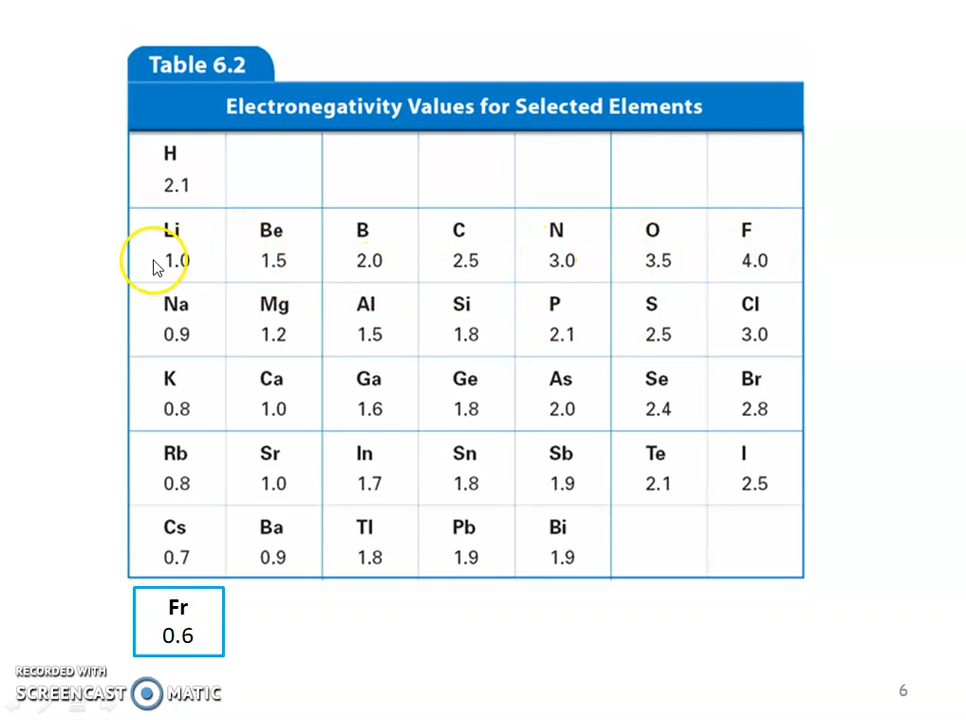 Table 6.2
Electronegativity Values for Selected Elements
H
2.1
Li Be B C N O F
1.0 1.5 2.0 2.5 3.0 3.5 4.0
Na Mg Al Si P S Cl
0.9 1.2 1.5 1.8 2.1 2.5 3.0
K Ca Ga Ge As Se Br
0.8 1.0 1.6 1.8 2.0 2.4 2.8
Rb Sr In Sn Sb Te I
0.8 1.0 1.7 1.8 1.9 2.1 2.5
Cs Ba Tl Pb Bi
0.7 0.9 1.8 1.9 1.9
Fr
0.6
RECORDED WITH
SCREENCAST MATIC
6